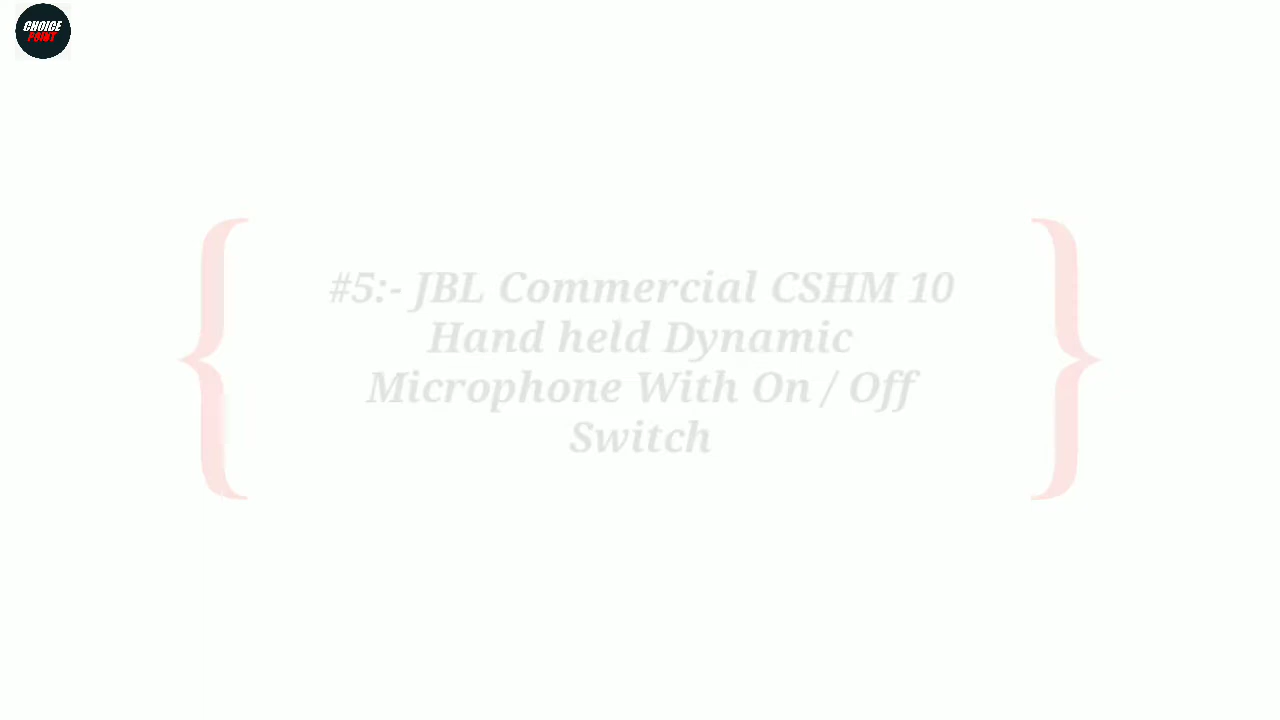 CHOICE
POINT
#5:- JBL Commercial CSHM 10
Hand held Dynamic
Microphone With On / Off
Switch